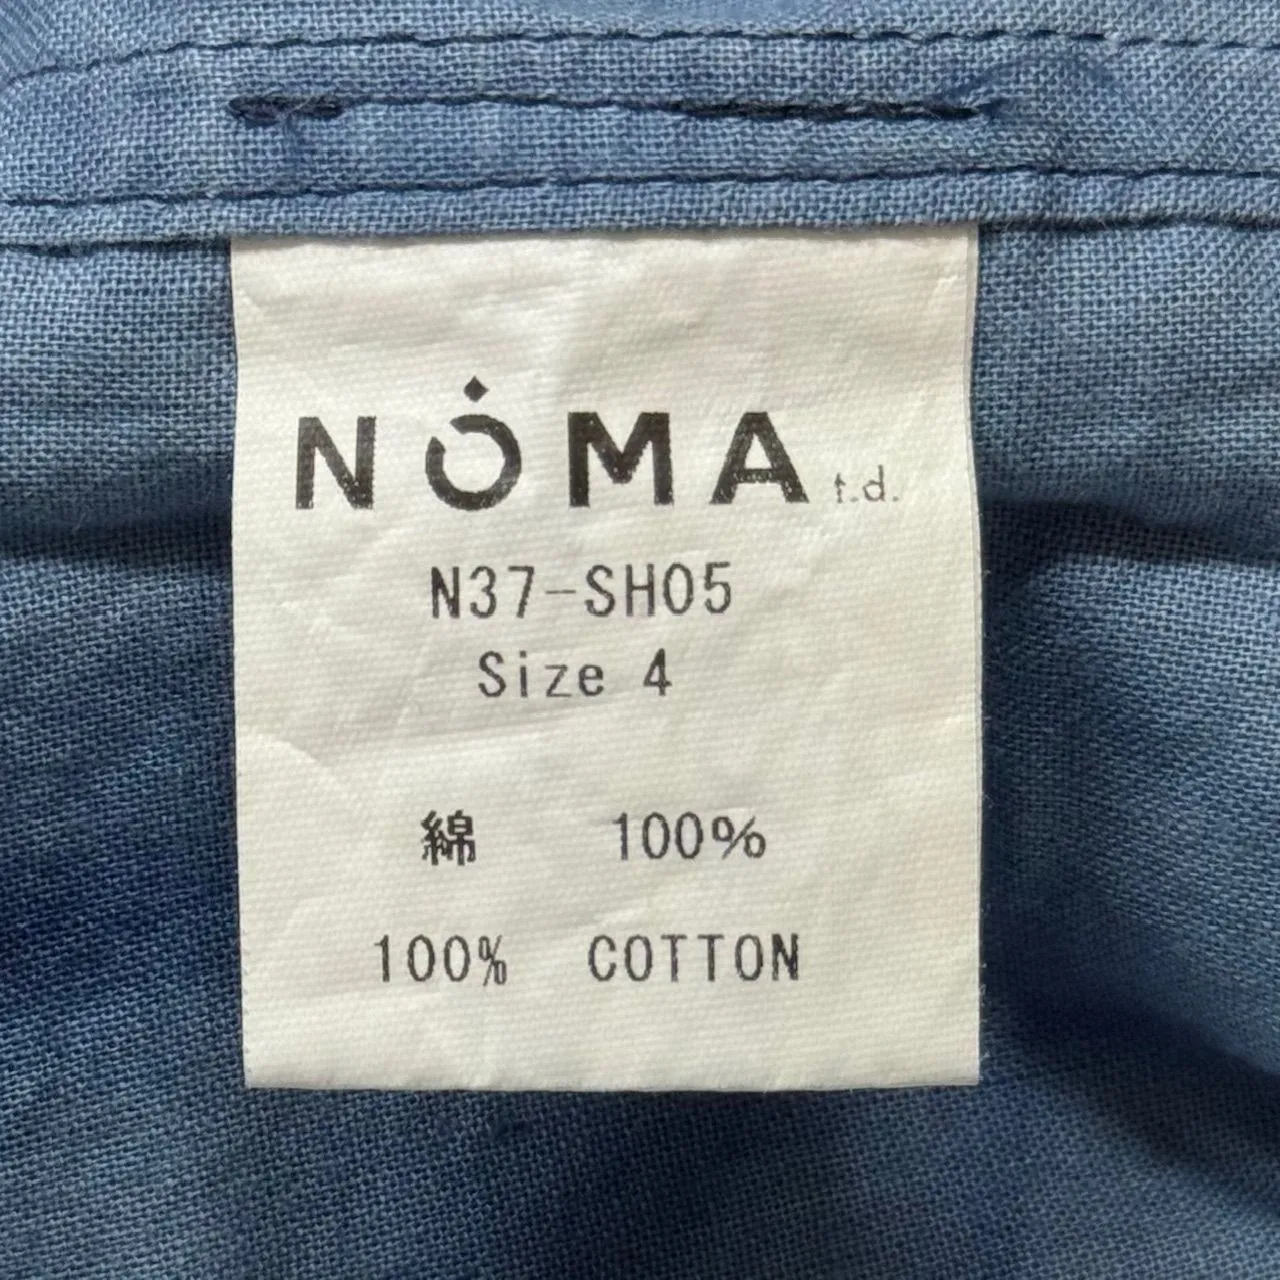 NOMA t.d.
N37-SH05
Size 4
綿 100%
100% COTTON